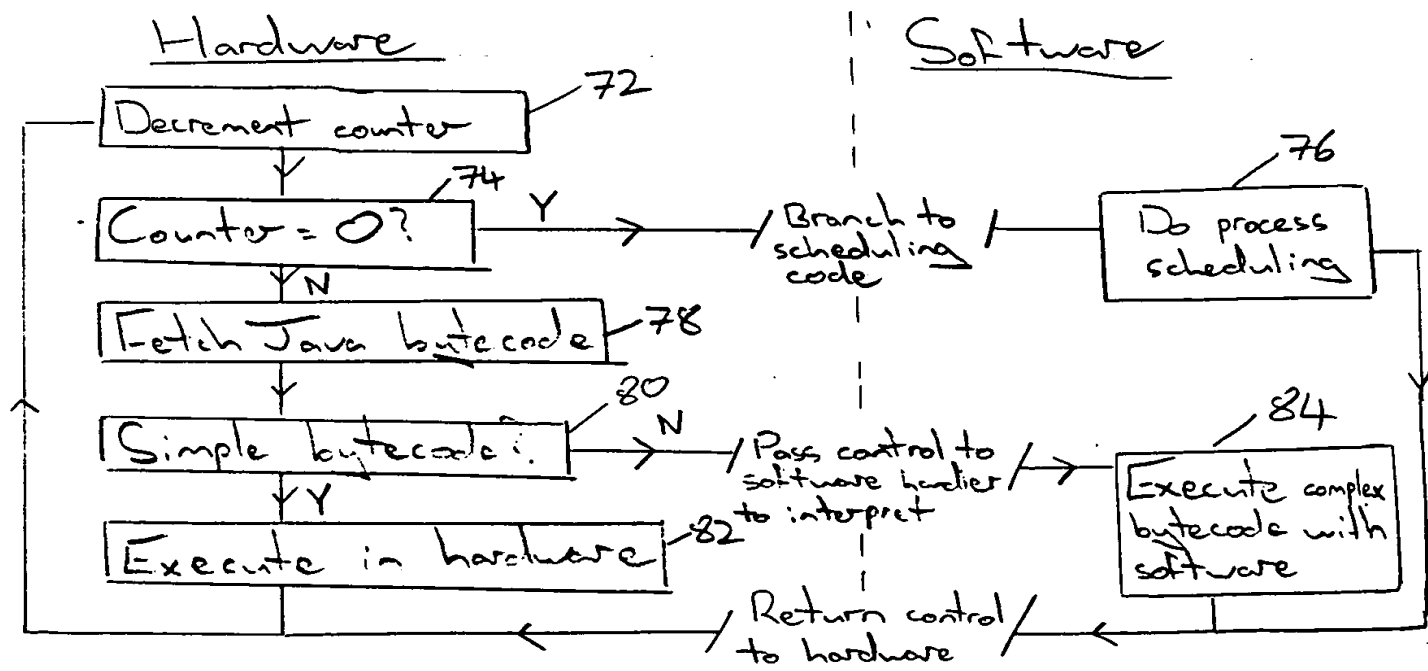 Hardware
Software
72
Decrement counter
74
76
Counter = 0?
Y
Branch to
scheduling
code
Do process
scheduling
N
Fetch Java bytecode
78
80
Simple bytecode?
N
Pass control to
software handler
to interpret
84
Execute complex
bytecode with
software
Y
Execute in hardware
82
Return control
to hardware